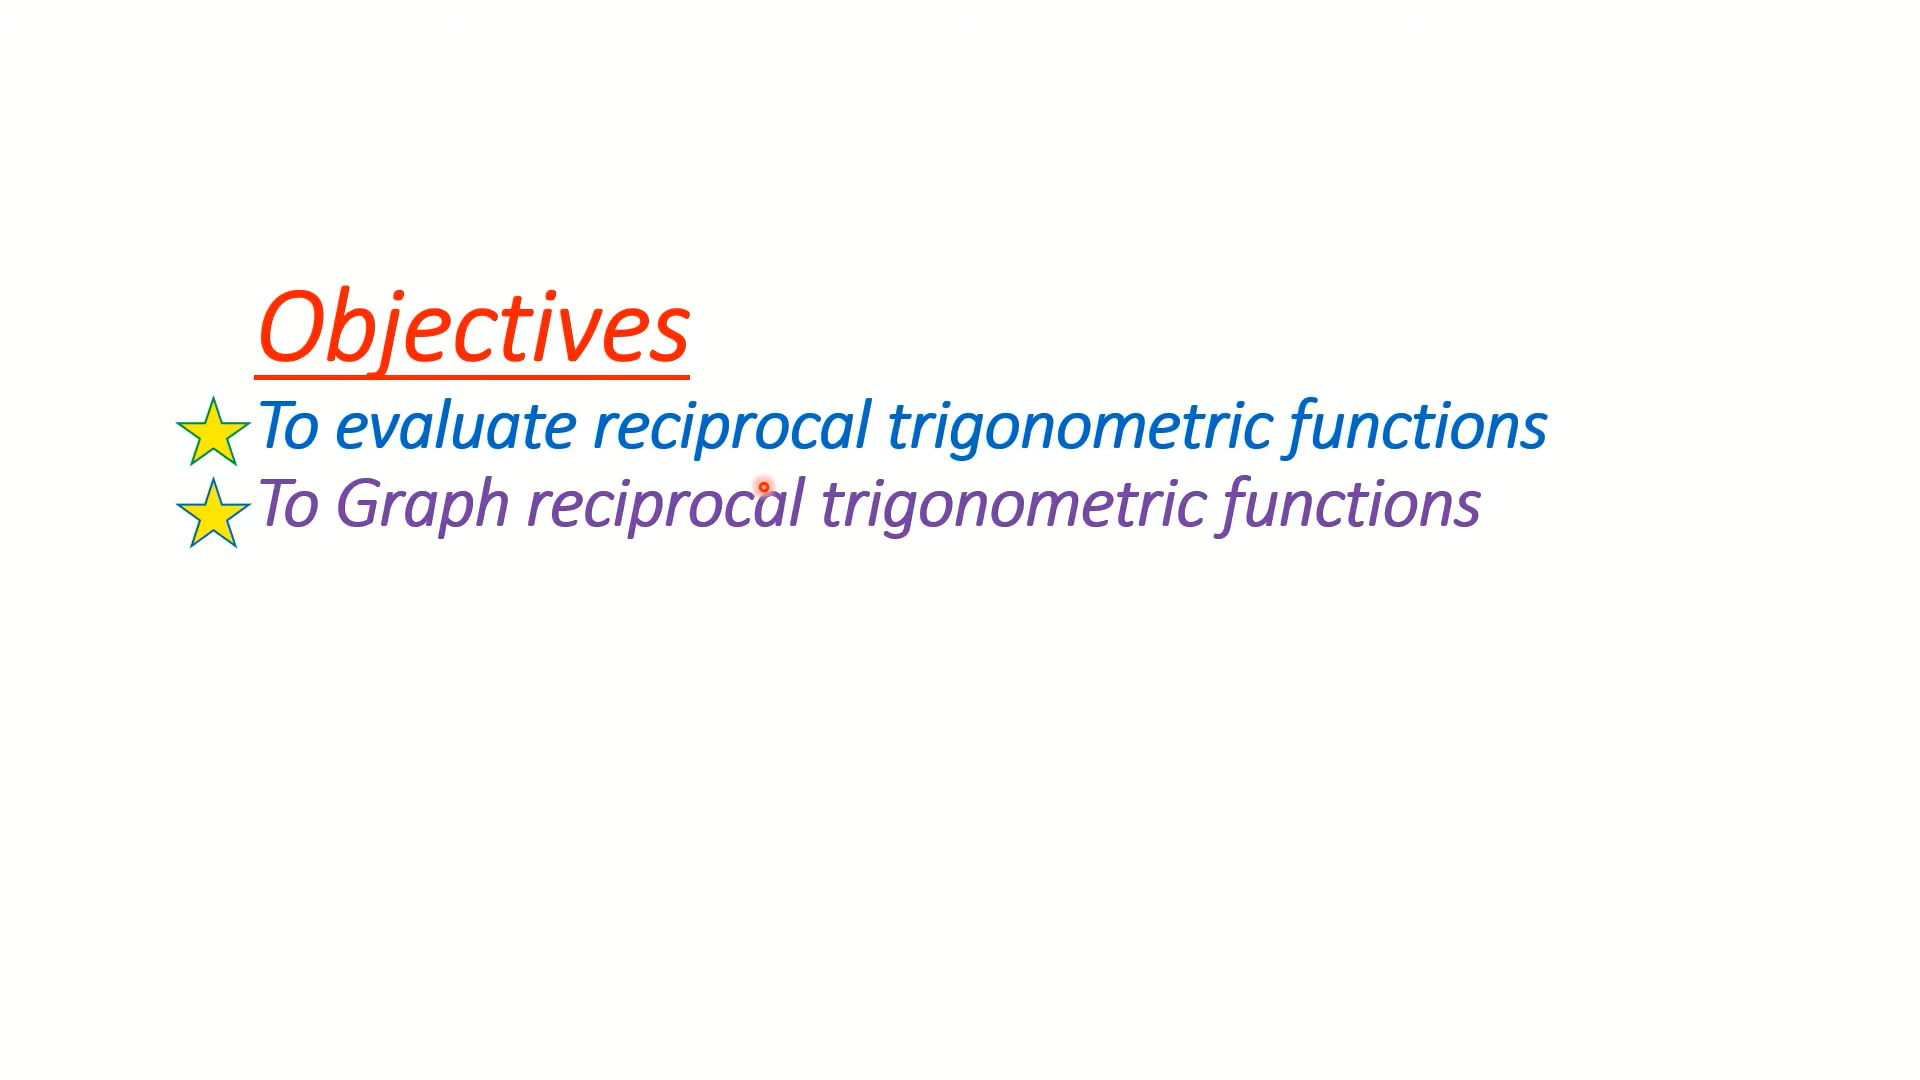 Objectives
To evaluate reciprocal trigonometric functions
To Graph reciprocal trigonometric functions